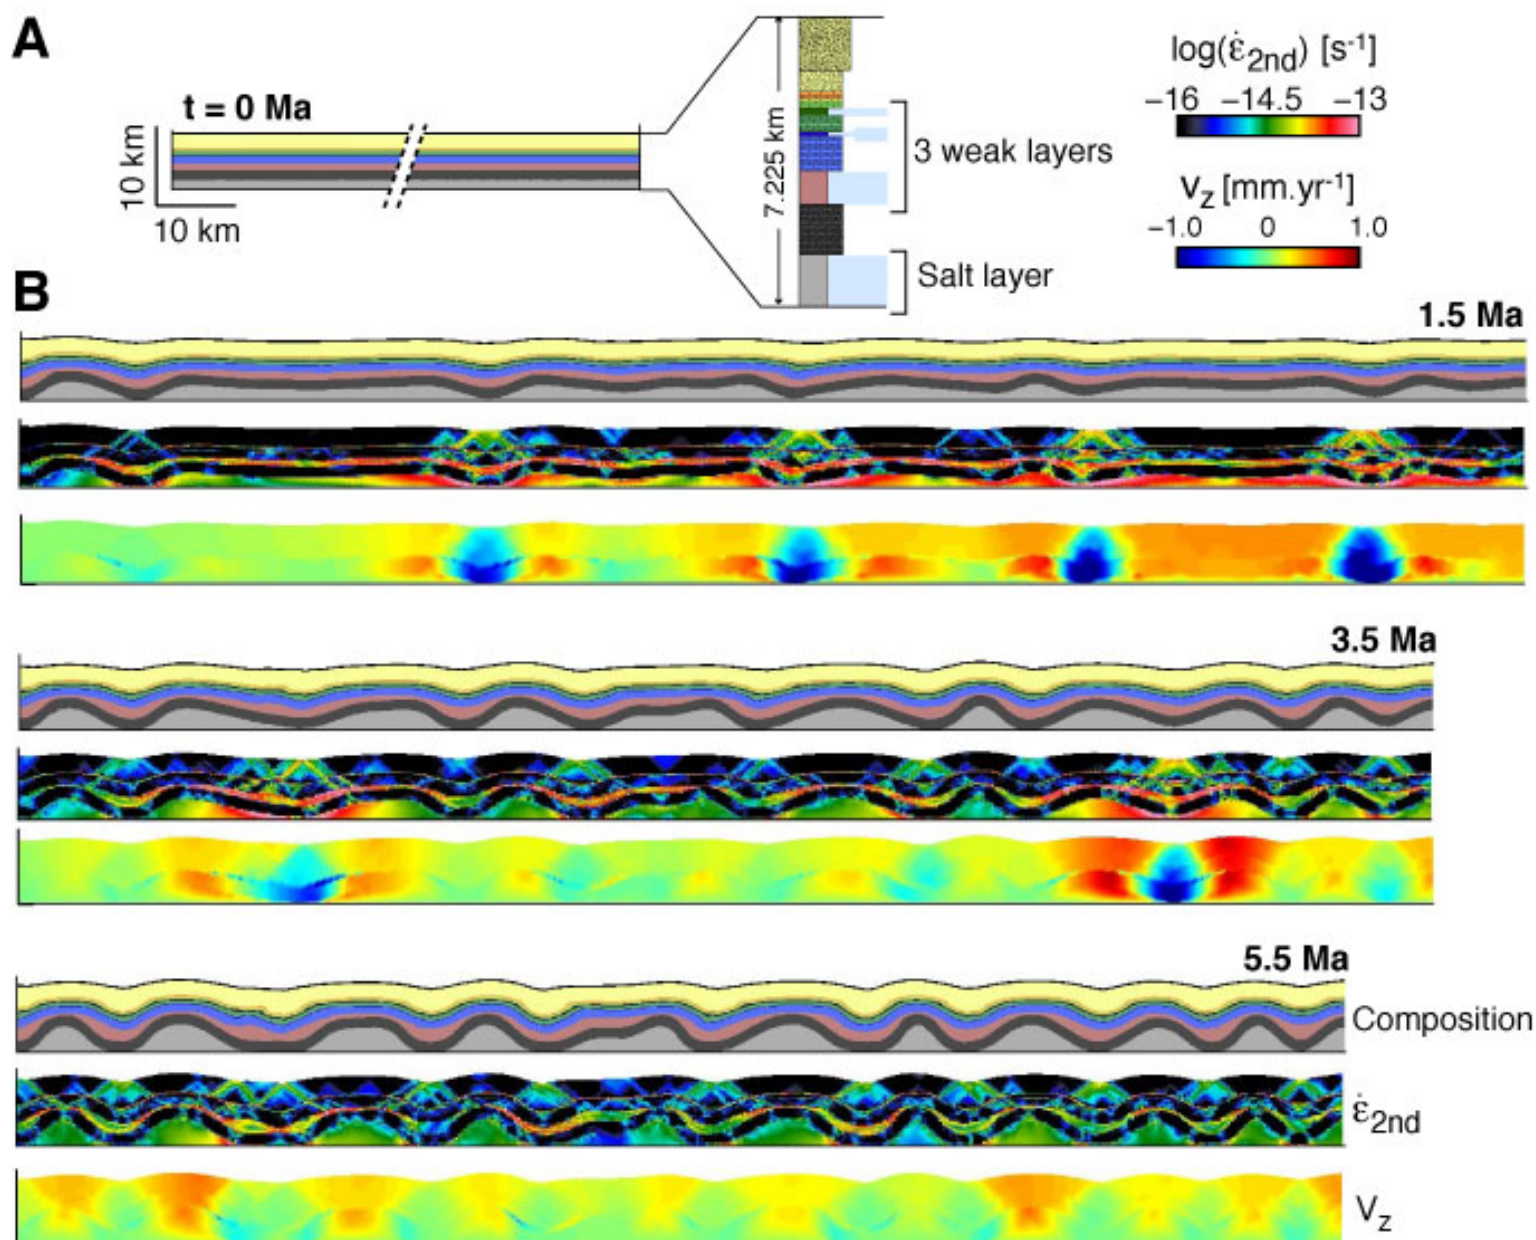 A
t = 0 Ma
10 km
10 km
7.225 km
3 weak layers
Salt layer
log(ε̇2nd) [s-1]
−16 −14.5 −13
Vz [mm.yr-1]
−1.0 0 1.0
B
1.5 Ma
3.5 Ma
5.5 Ma
Composition
ε̇2nd
Vz